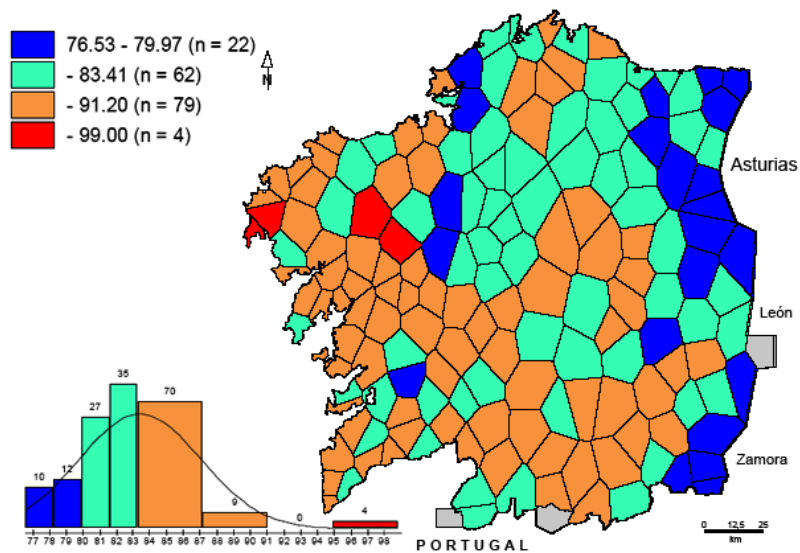 76.53 - 79.97 (n = 22)
- 83.41 (n = 62)
- 91.20 (n = 79)
- 99.00 (n = 4)
N
Asturias
León
Zamora
10
12
27
35
70
9
0
4
77 78 79 80 81 82 83 84 85 86 87 88 89 90 91 92 93 94 95 96 97 98
0 12,5 25
km
PORTUGAL